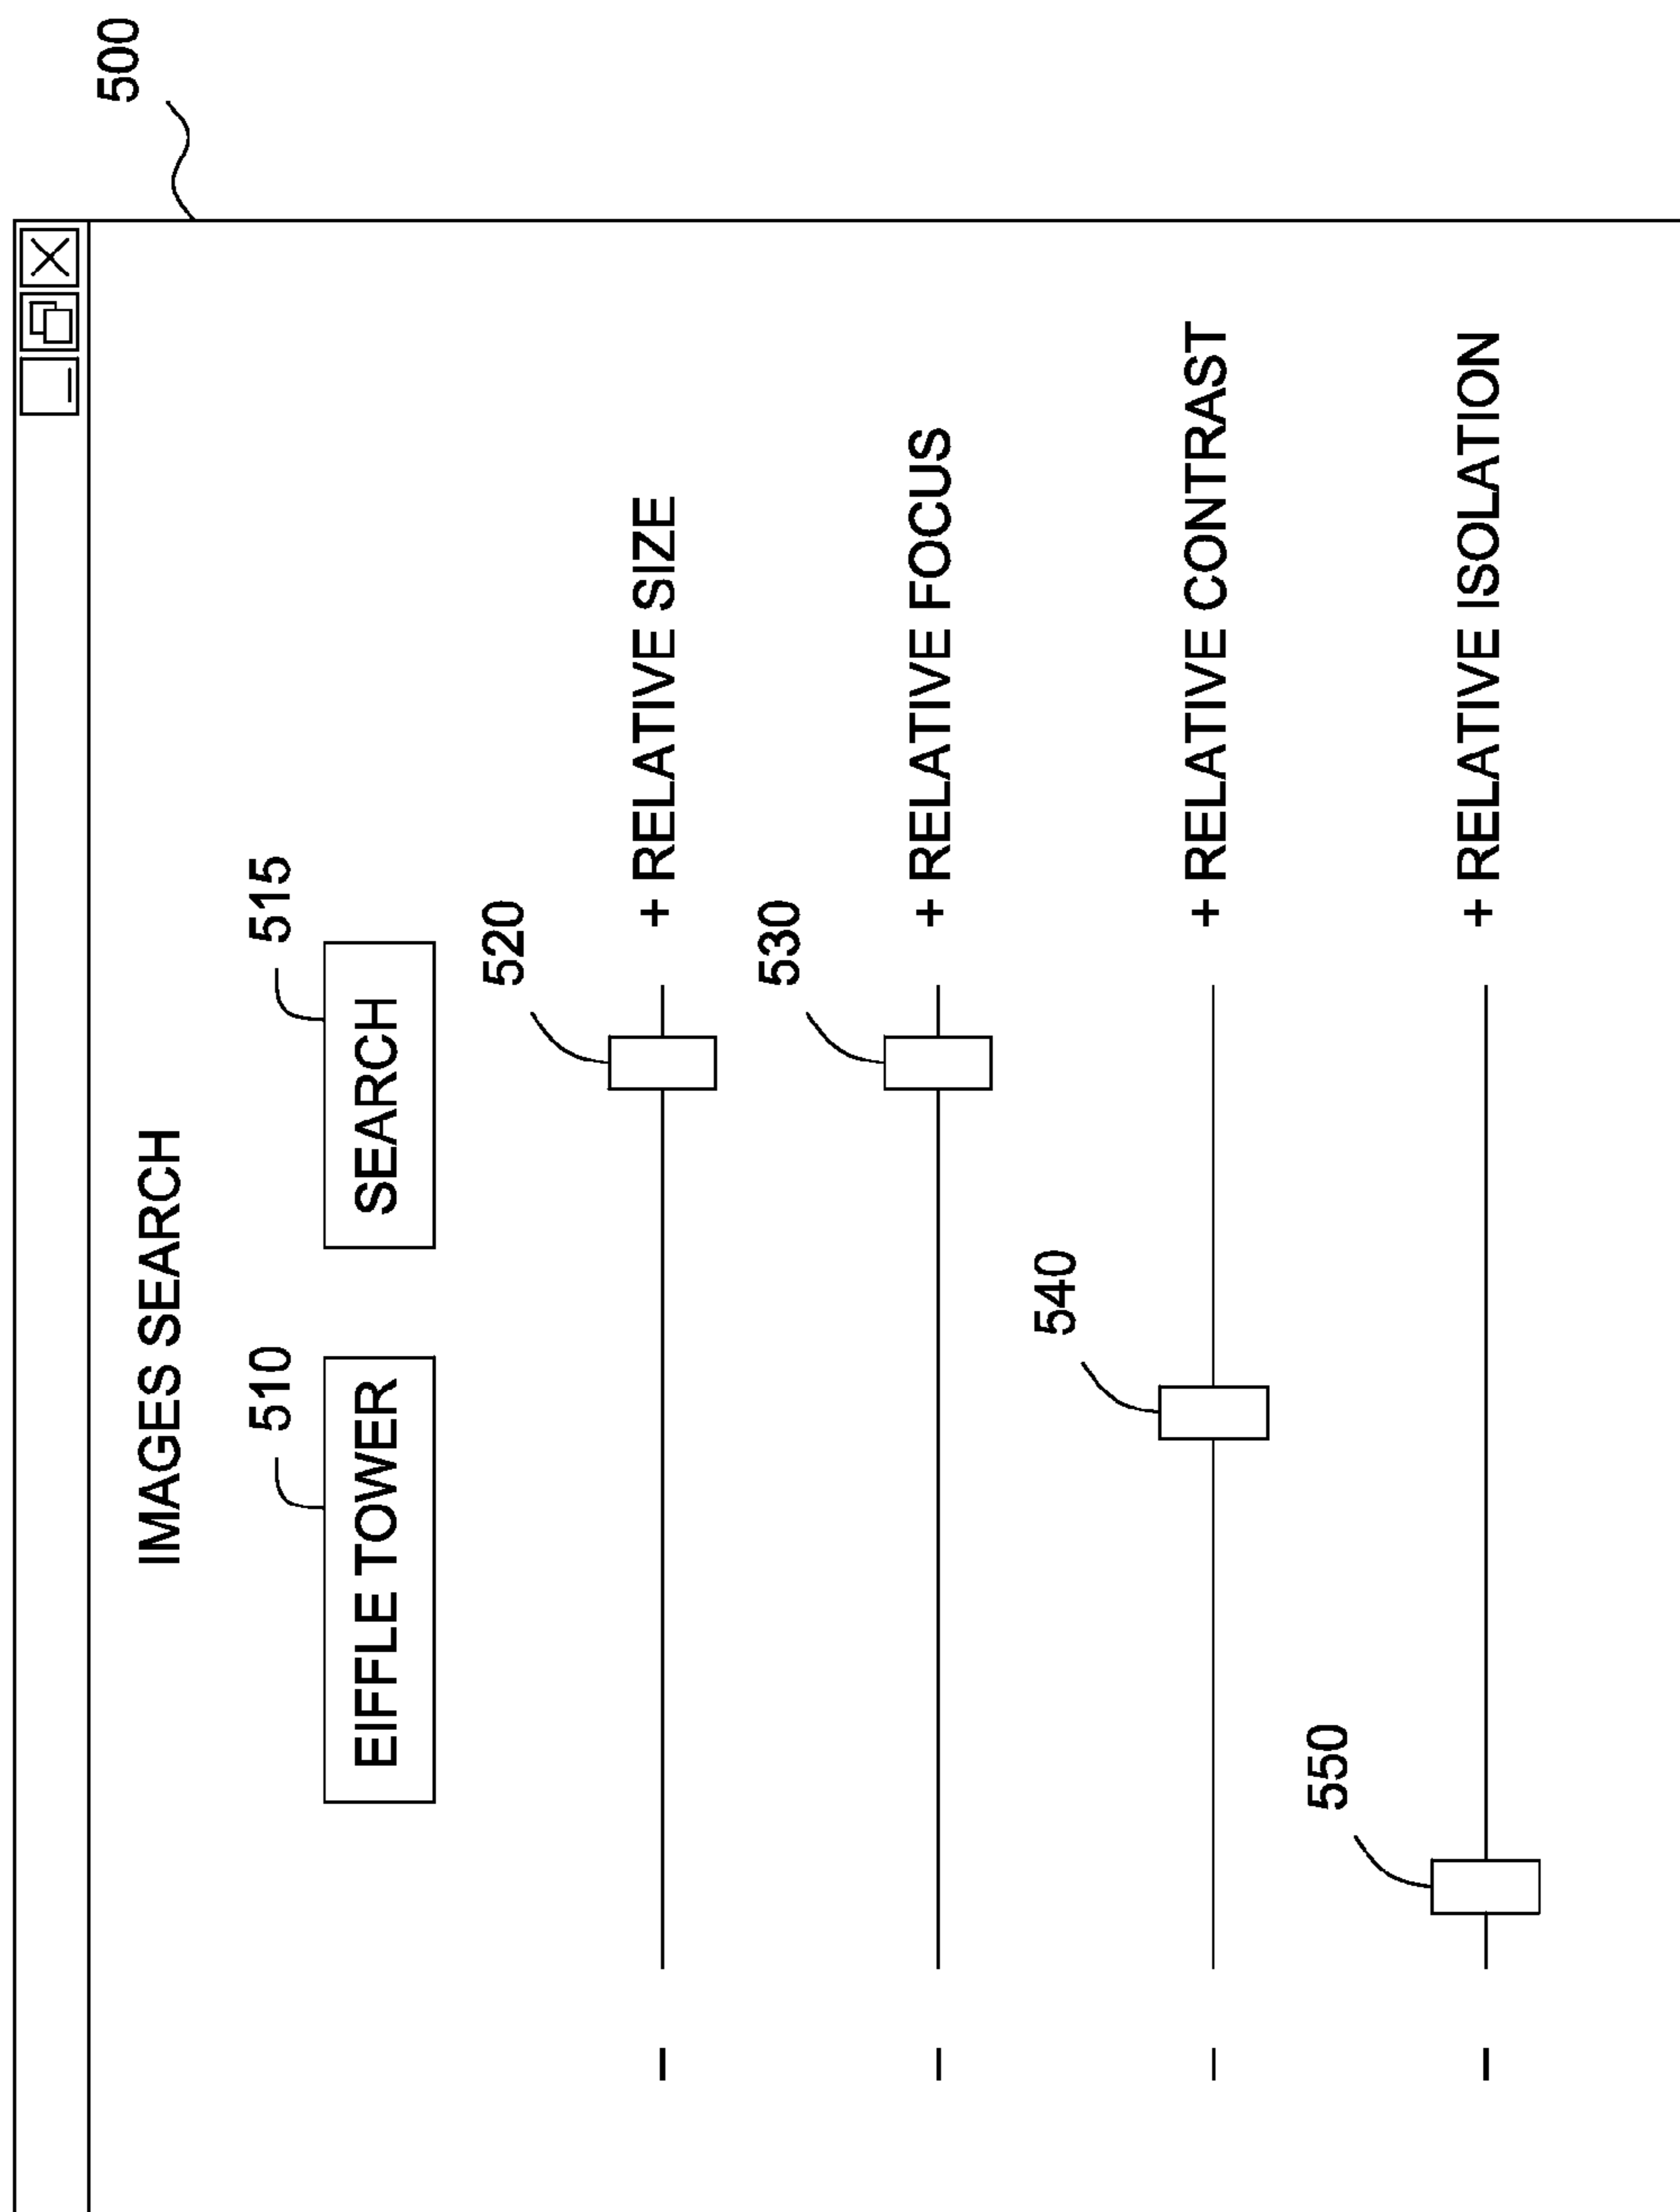 500
IMAGES SEARCH
510
515
EIFFLE TOWER
SEARCH
520
– + RELATIVE SIZE
530
– + RELATIVE FOCUS
540
– + RELATIVE CONTRAST
550
– + RELATIVE ISOLATION